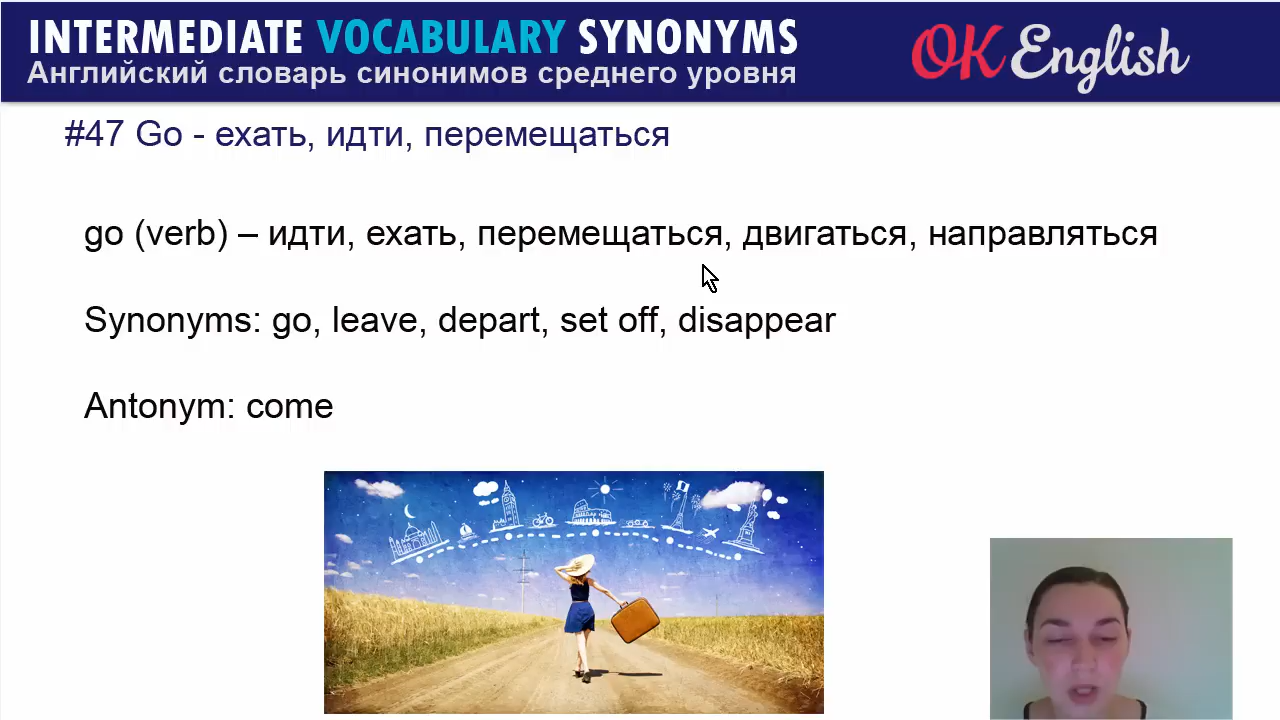 INTERMEDIATE VOCABULARY SYNONYMS
Английский словарь синонимов среднего уровня
OK English
#47 Go - ехать, идти, перемещаться
go (verb) – идти, ехать, перемещаться, двигаться, направляться
Synonyms: go, leave, depart, set off, disappear
Antonym: come